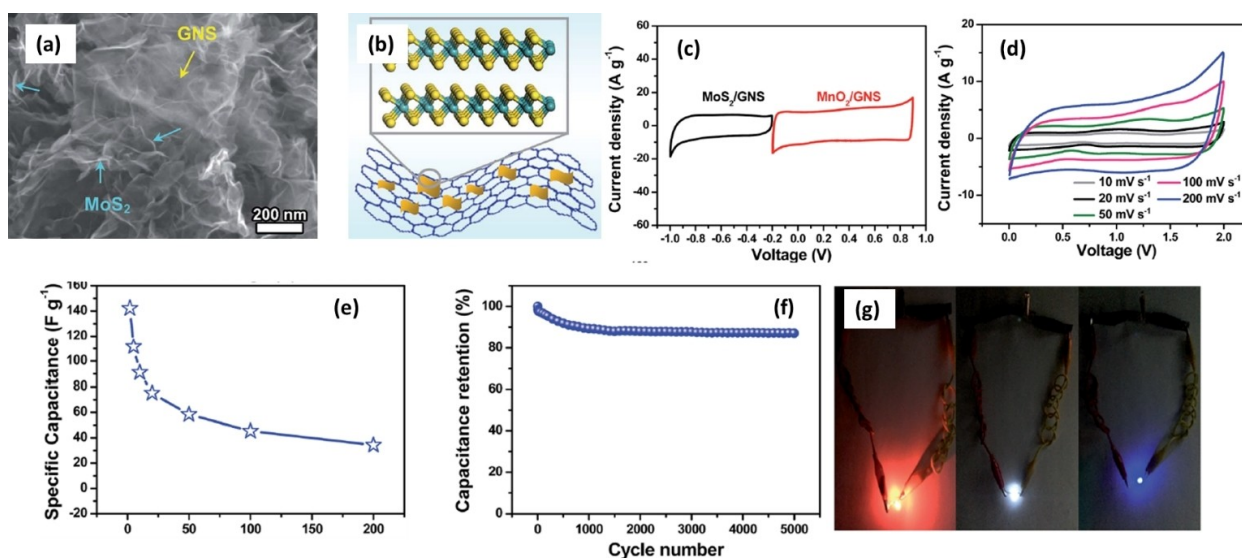 (a)
GNS
MoS₂
200 nm
(b)
(c)
Current density (A g⁻¹)
60
40
20
0
-20
-40
-60
MoS₂/GNS
MnO₂/GNS
-1.0 -0.8 -0.6 -0.4 -0.2 0.0 0.2 0.4 0.6 0.8 1.0
Voltage (V)
(d)
Current density (A g⁻¹)
20
10
0
-10
10 mV s⁻¹
20 mV s⁻¹
50 mV s⁻¹
100 mV s⁻¹
200 mV s⁻¹
0.0 0.5 1.0 1.5 2.0
Voltage (V)
(e)
Specific Capacitance (F g⁻¹)
160
140
120
100
80
60
40
20
0
-20
0 50 100 150 200
(f)
Capacitance retention (%)
100
80
60
40
20
0
0 1000 2000 3000 4000 5000
Cycle number
(g)